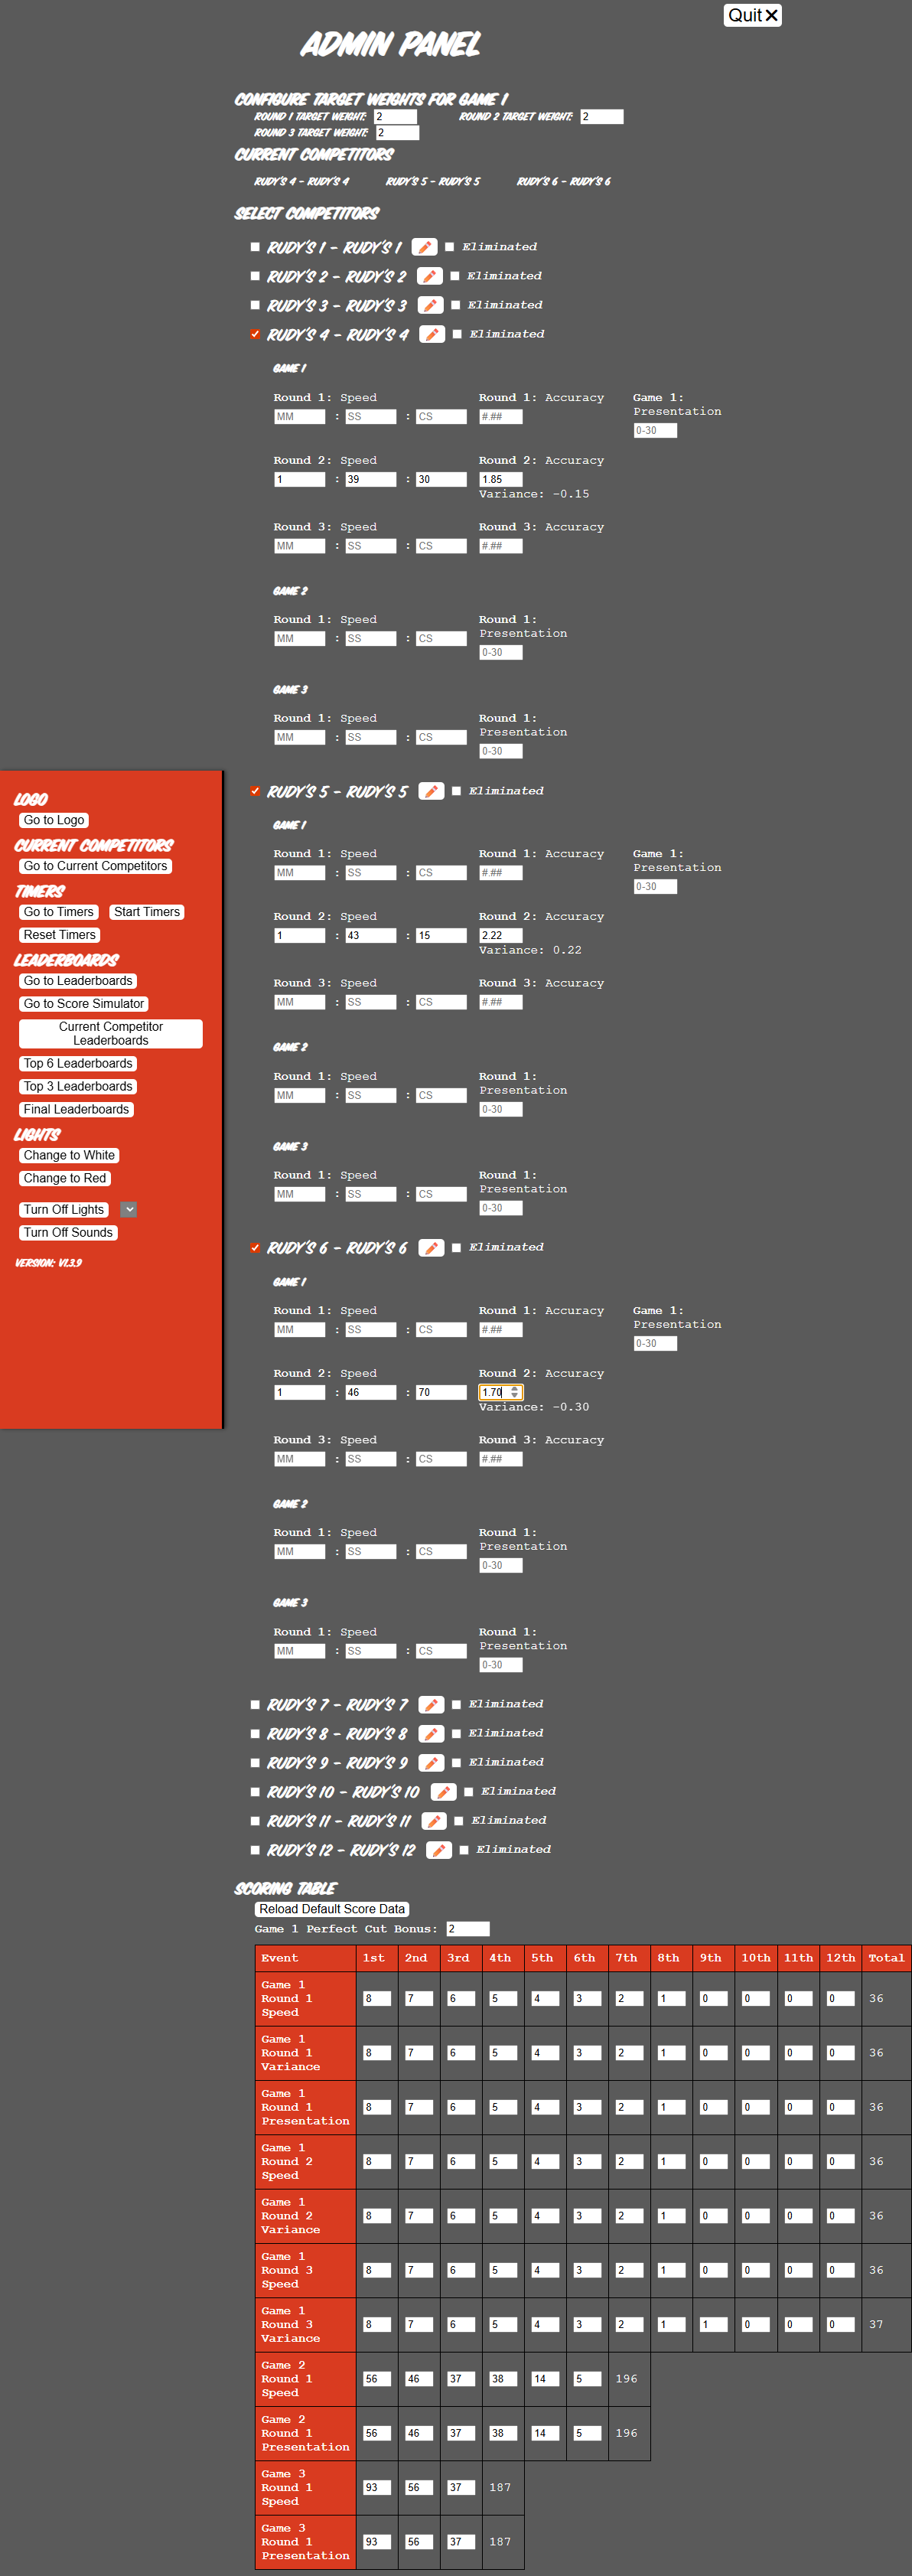 Quit ✕
ADMIN PANEL
CONFIGURE TARGET WEIGHTS FOR GAME 1
ROUND 1 TARGET WEIGHT: 2 ROUND 2 TARGET WEIGHT: 2
ROUND 3 TARGET WEIGHT: 2
CURRENT COMPETITORS
RUDY'S 4 - RUDY'S 4 RUDY'S 5 - RUDY'S 5 RUDY'S 6 - RUDY'S 6
SELECT COMPETITORS
RUDY'S 1 - RUDY'S 1 Eliminated
RUDY'S 2 - RUDY'S 2 Eliminated
RUDY'S 3 - RUDY'S 3 Eliminated
RUDY'S 4 - RUDY'S 4 Eliminated
GAME 1
Round 1: Speed Round 1: Accuracy Game 1:
Presentation
MM : SS : CS #.##
0-30
Round 2: Speed Round 2: Accuracy
1 : 39 : 30 1.85
Variance: -0.15
Round 3: Speed Round 3: Accuracy
MM : SS : CS #.##
GAME 2
Round 1: Speed Round 1:
Presentation
MM : SS : CS
0-30
GAME 3
Round 1: Speed Round 1:
Presentation
MM : SS : CS
0-30
RUDY'S 5 - RUDY'S 5 Eliminated
GAME 1
Round 1: Speed Round 1: Accuracy Game 1:
Presentation
MM : SS : CS #.##
0-30
Round 2: Speed Round 2: Accuracy
1 : 43 : 15 2.22
Variance: 0.22
Round 3: Speed Round 3: Accuracy
MM : SS : CS #.##
GAME 2
Round 1: Speed Round 1:
Presentation
MM : SS : CS
0-30
GAME 3
Round 1: Speed Round 1:
Presentation
MM : SS : CS
0-30
RUDY'S 6 - RUDY'S 6 Eliminated
GAME 1
Round 1: Speed Round 1: Accuracy Game 1:
Presentation
MM : SS : CS #.##
0-30
Round 2: Speed Round 2: Accuracy
1 : 46 : 70 1.70
Variance: -0.30
Round 3: Speed Round 3: Accuracy
MM : SS : CS #.##
GAME 2
Round 1: Speed Round 1:
Presentation
MM : SS : CS
0-30
GAME 3
Round 1: Speed Round 1:
Presentation
MM : SS : CS
0-30
RUDY'S 7 - RUDY'S 7 Eliminated
RUDY'S 8 - RUDY'S 8 Eliminated
RUDY'S 9 - RUDY'S 9 Eliminated
RUDY'S 10 - RUDY'S 10 Eliminated
RUDY'S 11 - RUDY'S 11 Eliminated
RUDY'S 12 - RUDY'S 12 Eliminated
LOGO
Go to Logo
CURRENT COMPETITORS
Go to Current Competitors
TIMERS
Go to Timers Start Timers
Reset Timers
LEADERBOARDS
Go to Leaderboards
Go to Score Simulator
Current Competitor
Leaderboards
Top 6 Leaderboards
Top 3 Leaderboards
Final Leaderboards
LIGHTS
Change to White
Change to Red
Turn Off Lights
Turn Off Sounds
VERSION: V1.3.9
SCORING TABLE
Reload Default Score Data
Game 1 Perfect Cut Bonus: 2
Event 1st 2nd 3rd 4th 5th 6th 7th 8th 9th 10th 11th 12th Total
Game 1
Round 1
Speed 8 7 6 5 4 3 2 1 0 0 0 0 36
Game 1
Round 1
Variance 8 7 6 5 4 3 2 1 0 0 0 0 36
Game 1
Round 1
Presentation 8 7 6 5 4 3 2 1 0 0 0 0 36
Game 1
Round 2
Speed 8 7 6 5 4 3 2 1 0 0 0 0 36
Game 1
Round 2
Variance 8 7 6 5 4 3 2 1 0 0 0 0 36
Game 1
Round 3
Speed 8 7 6 5 4 3 2 1 0 0 0 0 36
Game 1
Round 3
Variance 8 7 6 5 4 3 2 1 1 0 0 0 37
Game 2
Round 1
Speed 56 46 37 38 14 5 196
Game 2
Round 1
Presentation 56 46 37 38 14 5 196
Game 3
Round 1
Speed 93 56 37 187
Game 3
Round 1
Presentation 93 56 37 187